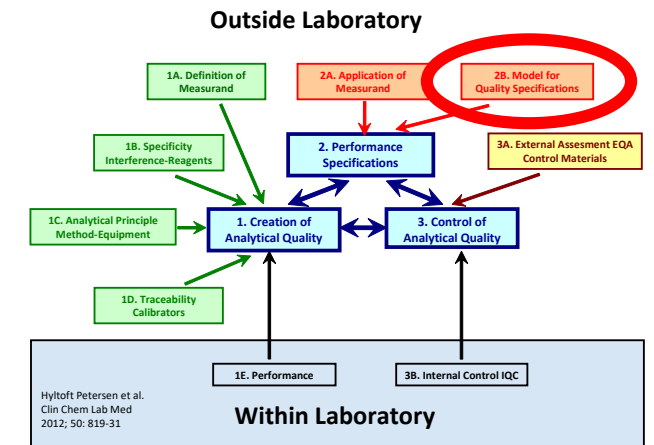 Outside Laboratory
1A. Definition of
Measurand
2A. Application of
Measurand
2B. Model for
Quality Specifications
1B. Specificity
Interference-Reagents
2. Performance
Specifications
3A. External Assesment EQA
Control Materials
1C. Analytical Principle
Method-Equipment
1. Creation of
Analytical Quality
3. Control of
Analytical Quality
1D. Traceability
Calibrators
1E. Performance
3B. Internal Control IQC
Hyltoft Petersen et al.
Clin Chem Lab Med
2012; 50: 819-31
Within Laboratory